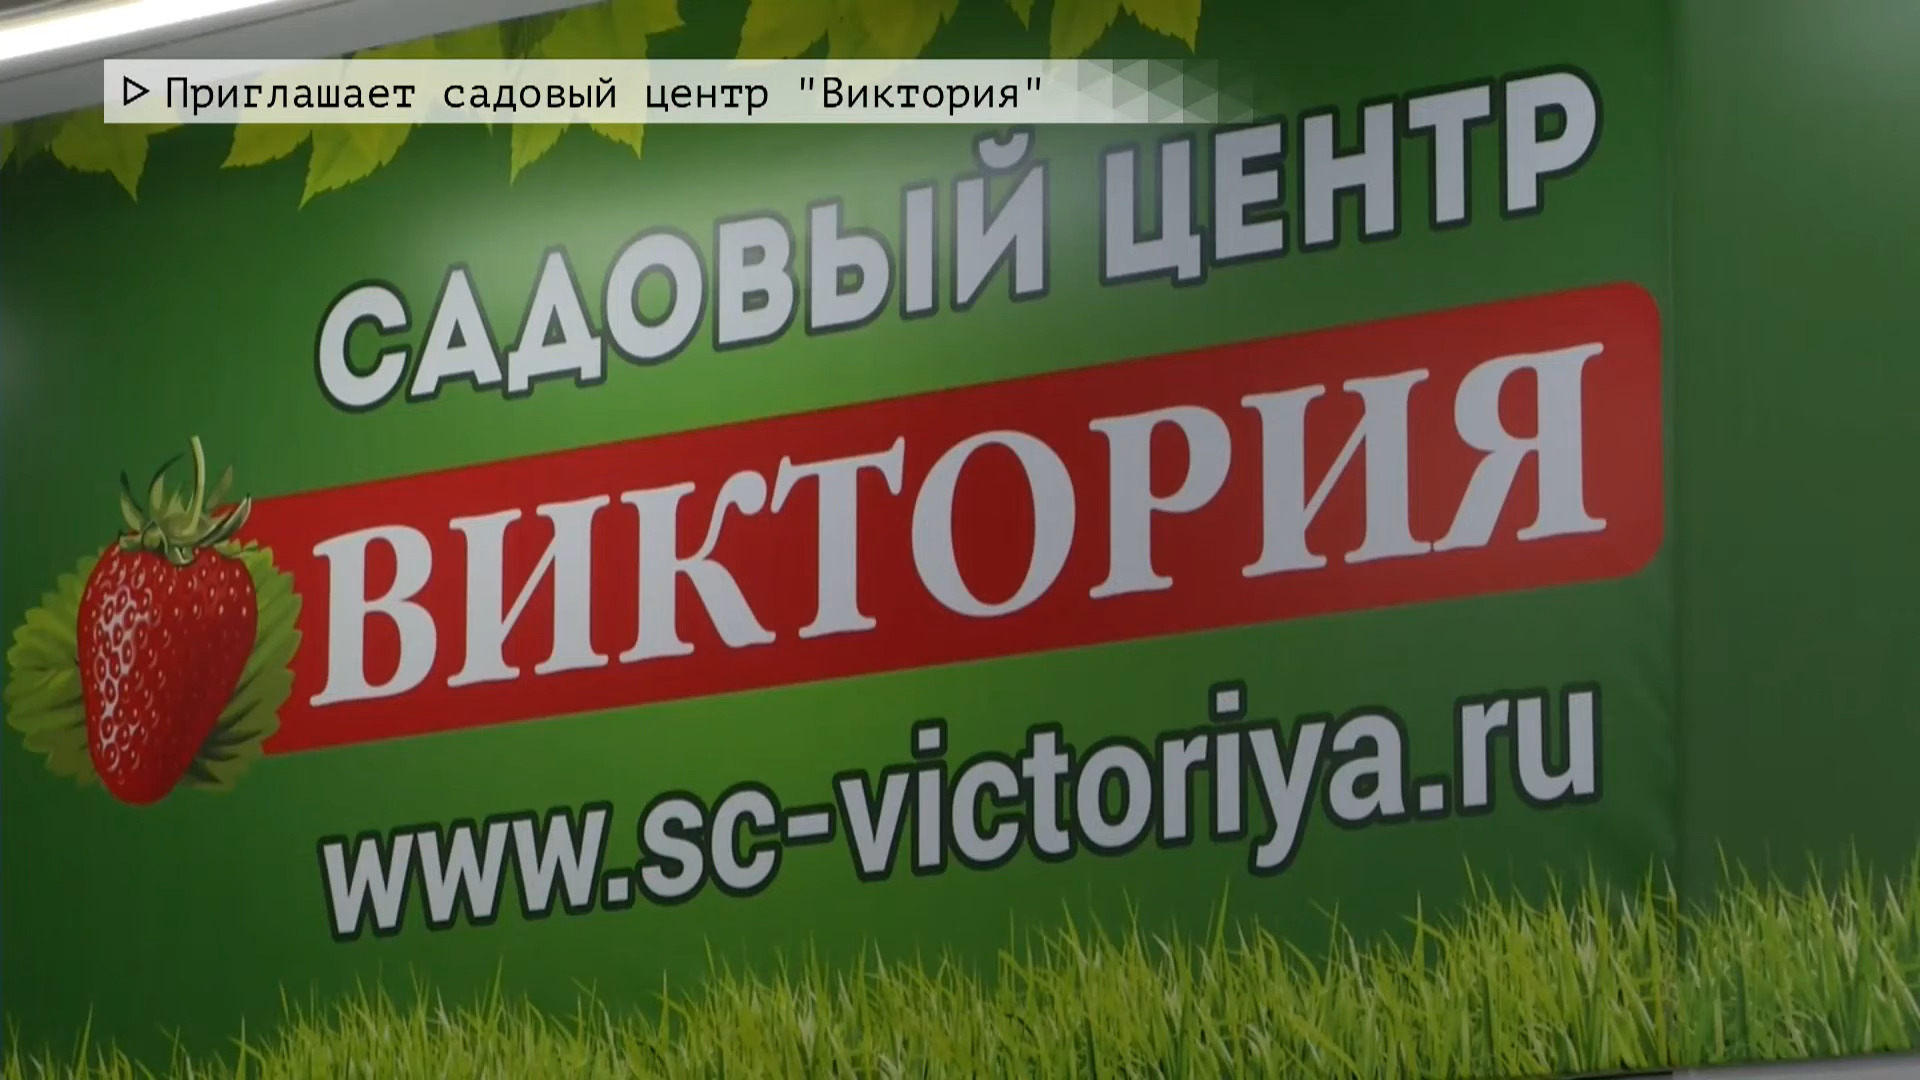 Приглашает садовый центр "Виктория"
САДОВЫЙ ЦЕНТР
ВИКТОРИЯ
www.sc-victoriya.ru